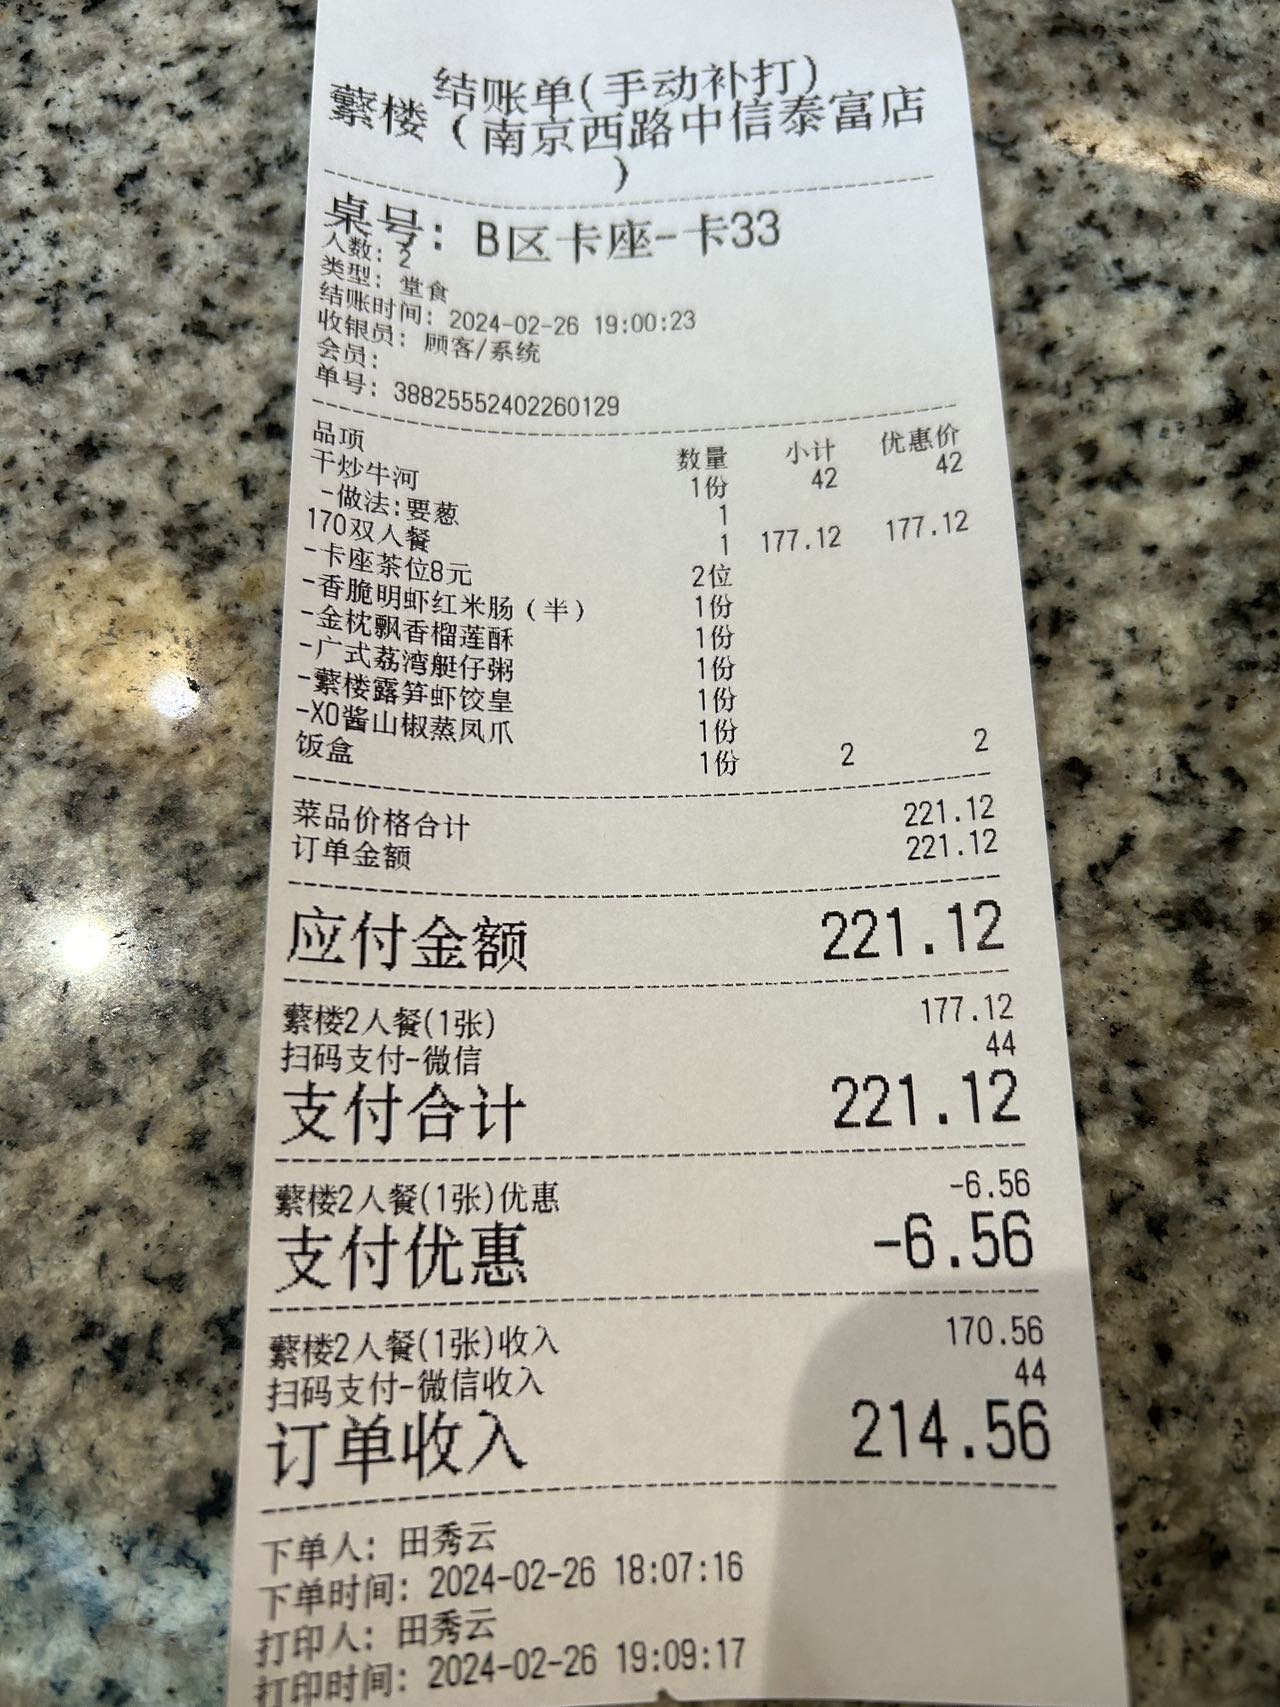 结账单(手动补打)
蘩楼（南京西路中信泰富店
）
桌号：B区卡座-卡33
人数：2
类型：堂食
结账时间：2024-02-26 19:00:23
收银员：顾客/系统
会员：
单号：388255552402260129
品项 数量 小计 优惠价
干炒牛河 1份 42 42
-做法:要葱 1
170双人餐 1 177.12 177.12
-卡座茶位8元 2位
-香脆明虾红米肠（半） 1份
-金枕飘香榴莲酥 1份
-广式荔湾艇仔粥 1份
-蘩楼露笋虾饺皇 1份
-XO酱山椒蒸凤爪 1份
饭盒 1份 2 2
菜品价格合计 221.12
订单金额 221.12
应付金额 221.12
蘩楼2人餐(1张) 177.12
扫码支付-微信 44
支付合计 221.12
蘩楼2人餐(1张)优惠 -6.56
支付优惠 -6.56
蘩楼2人餐(1张)收入 170.56
扫码支付-微信收入 44
订单收入 214.56
下单人：田秀云
下单时间：2024-02-26 18:07:16
打印人：田秀云
打印时间：2024-02-26 19:09:17